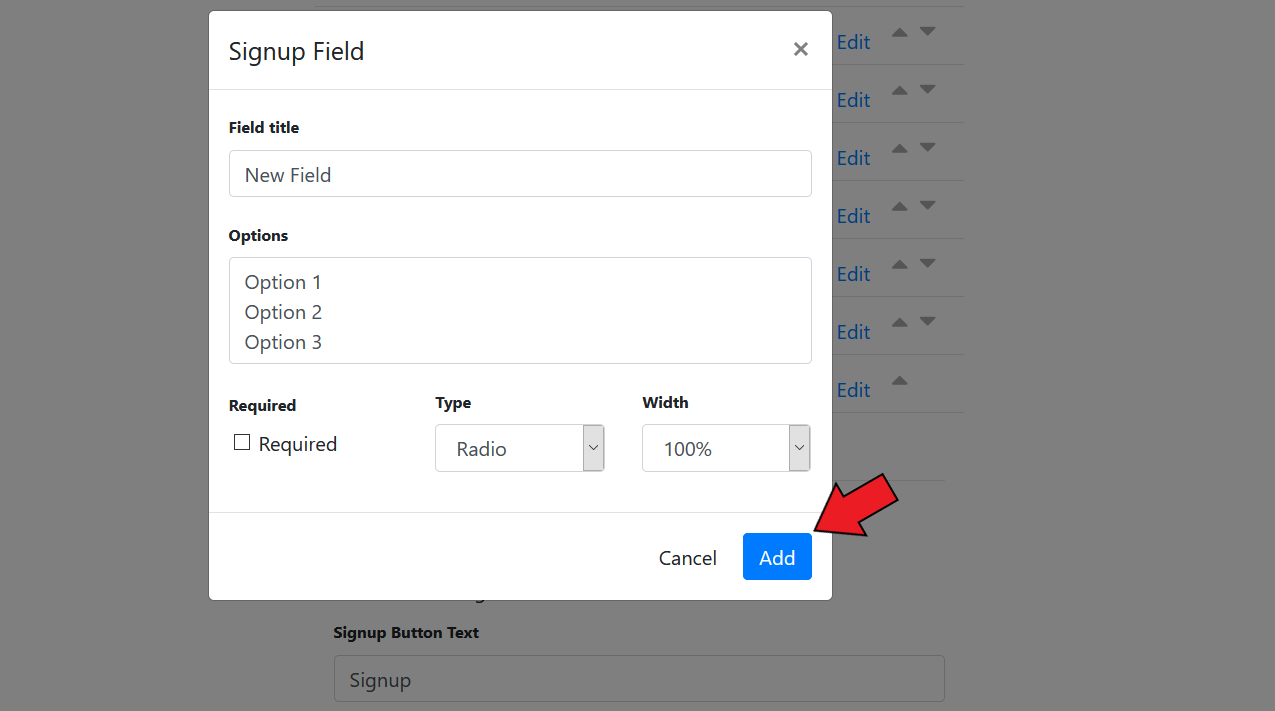 Signup Field
×
Field title
New Field
Options
Option 1
Option 2
Option 3
Required
Required
Type
Radio
Width
100%
Cancel
Add
Edit
Edit
Edit
Edit
Edit
Edit
Edit
Signup Button Text
Signup